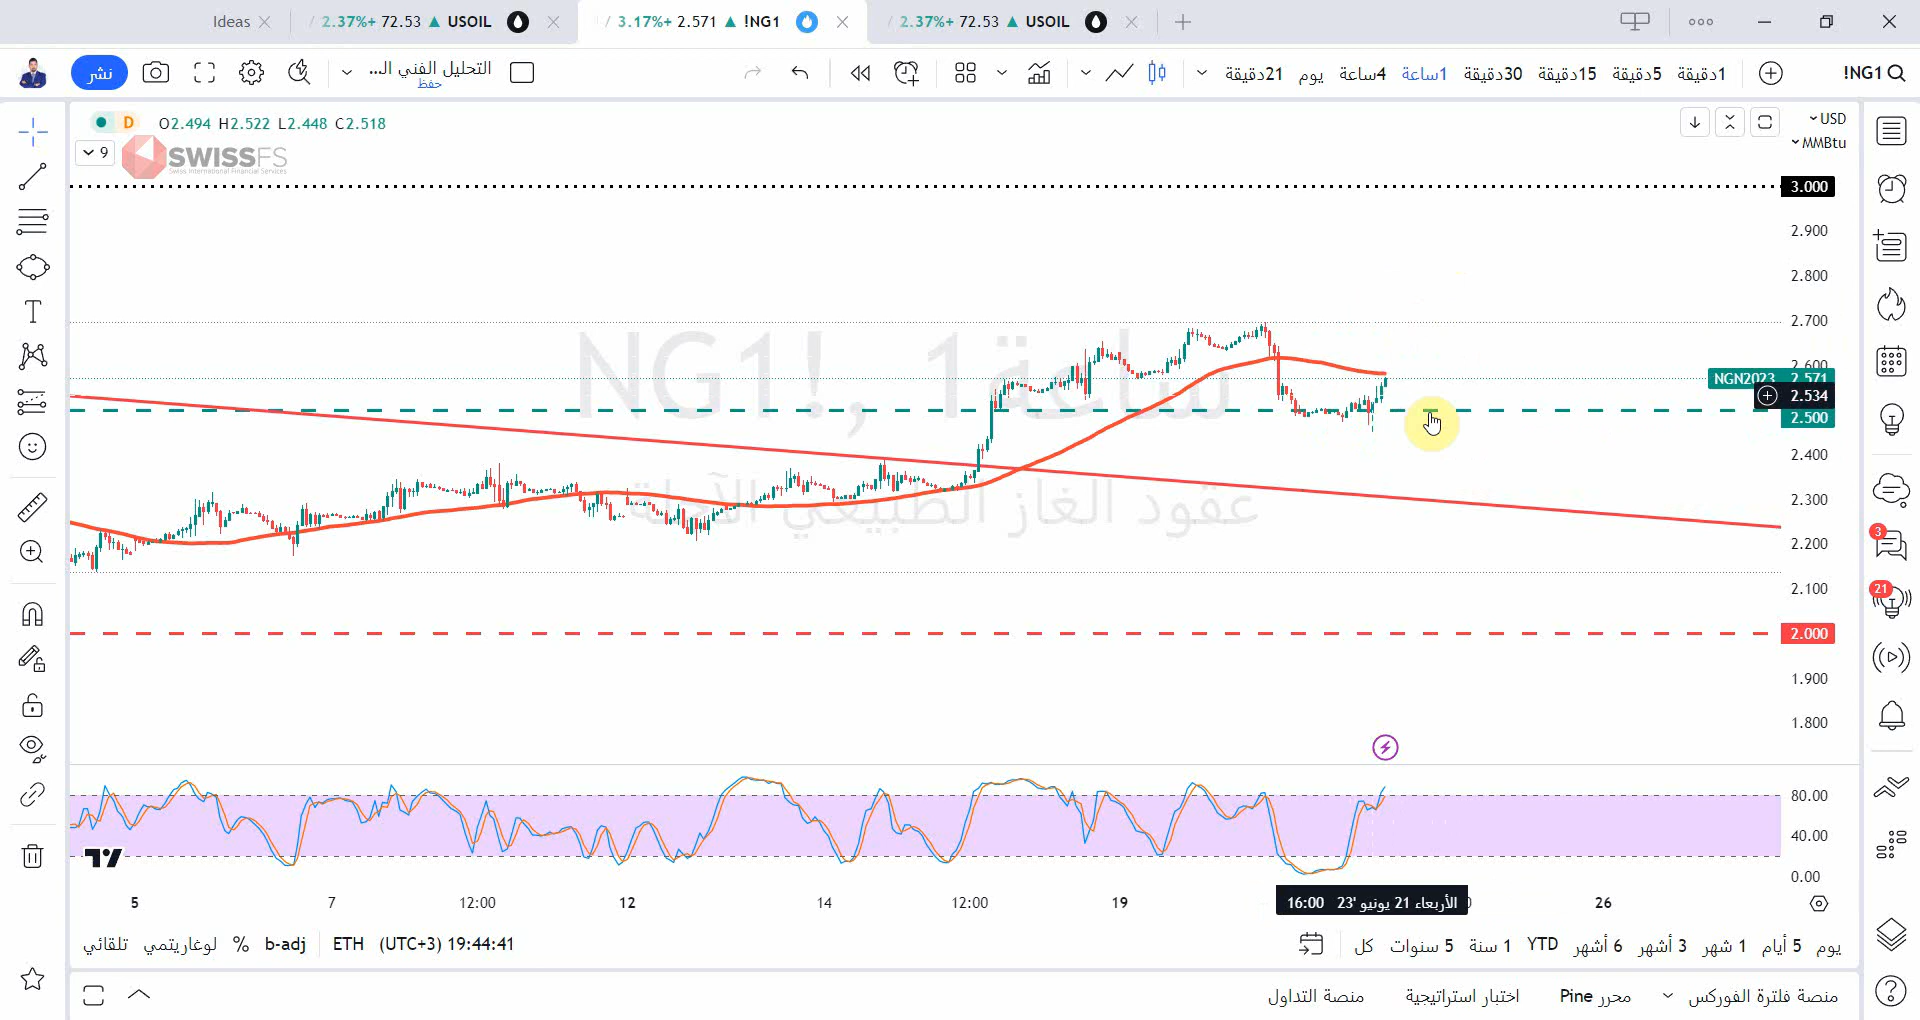 Ideas
2.37%+ 72.53 ▲ USOIL
3.17%+ 2.571 ▲ !NG1
2.37%+ 72.53 ▲ USOIL
نشر
التحليل الفني الـ...
حفظ
21دقيقة
يوم
4ساعة
1ساعة
30دقيقة
15دقيقة
5دقيقة
1دقيقة
!NG1
D O2.494 H2.522 L2.448 C2.518
9
SWISSFS
Swiss International Financial Services
USD
MMBtu
NG1!, 1ساعة
عقود الغاز الطبيعي الآجلة
3.000
2.900
2.800
2.700
2.600
NGN2023 2.571
2.534
2.500
2.400
2.300
2.200
2.100
2.000
1.900
1.800
80.00
40.00
0.00
3
21
5
7
12:00
12
14
12:00
19
الأربعاء 21 يونيو '23 16:00
26
تلقائي
لوغاريتمي
%
b-adj
ETH
19:44:41 (UTC+3)
كل
5 سنوات
1 سنة
YTD
6 أشهر
3 أشهر
1 شهر
5 أيام
يوم
منصة فلترة الفوركس
محرر Pine
اختبار استراتيجية
منصة التداول